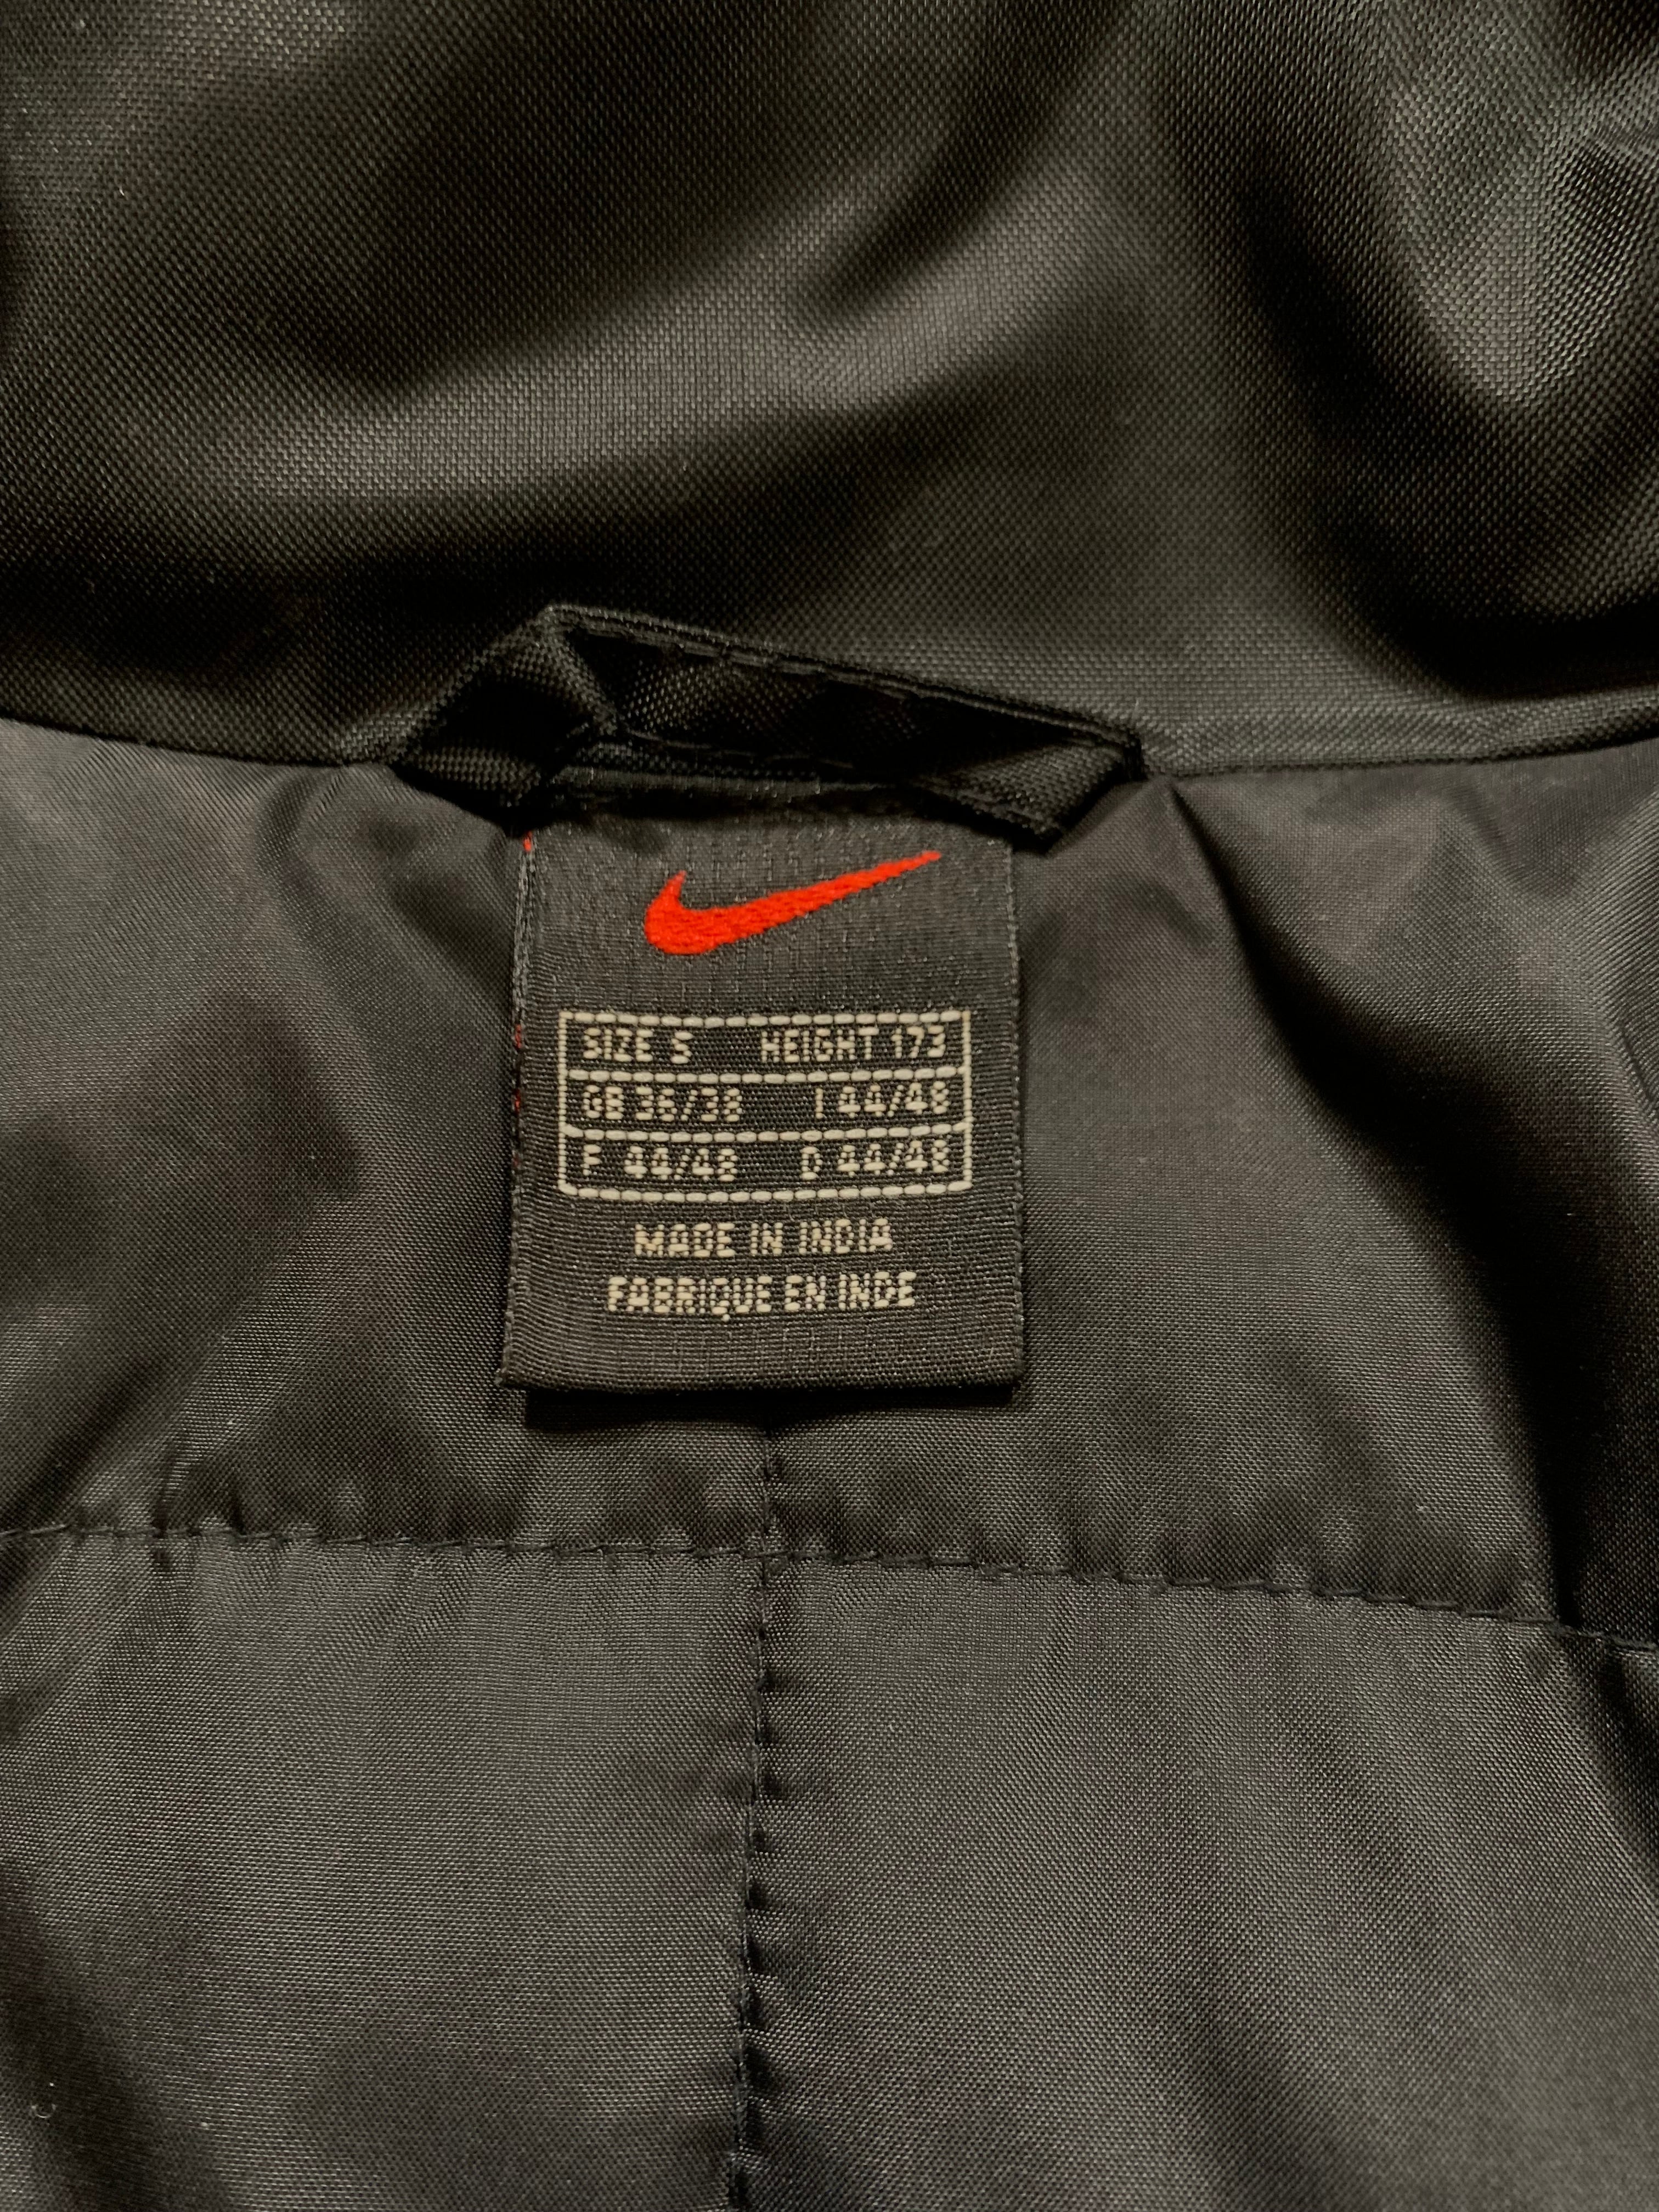 SIZE S HEIGHT 173
GB 36/38 I 44/48
F 44/48 D 44/48
MADE IN INDIA
FABRIQUE EN INDE